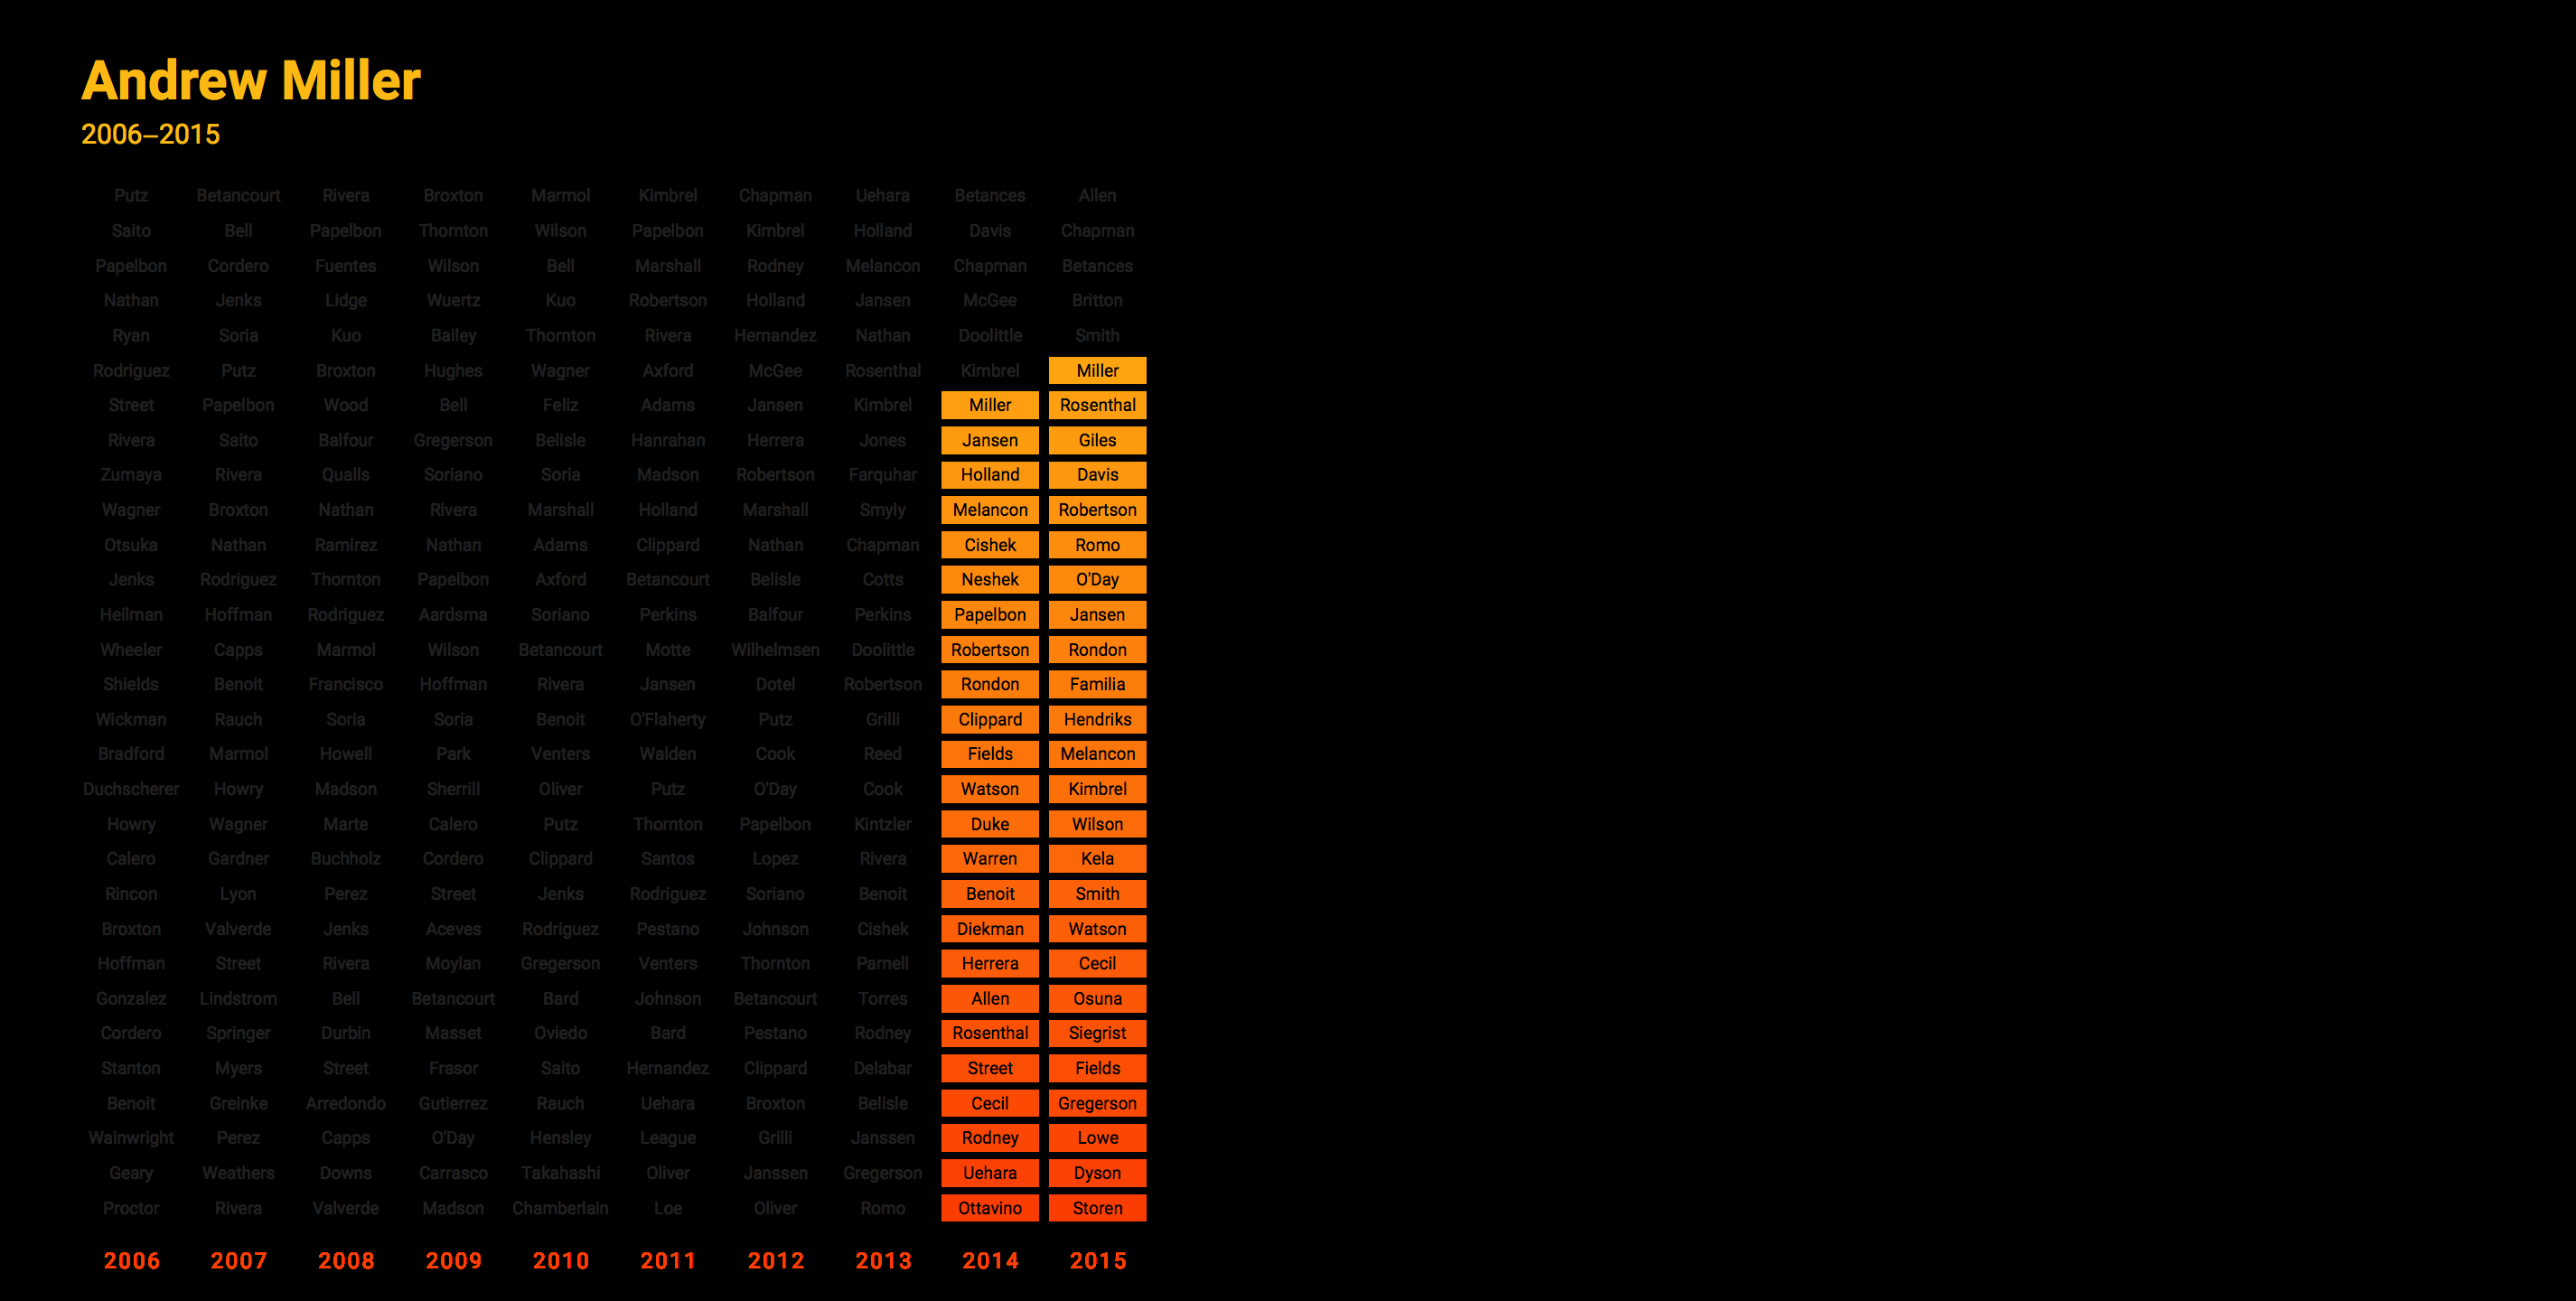 Andrew Miller
2006–2015
Putz Betancourt Rivera Broxton Marmol Kimbrel Chapman Uehara Betances Allen
Saito Bell Papelbon Thornton Wilson Papelbon Kimbrel Holland Davis Chapman
Papelbon Cordero Fuentes Wilson Bell Marshall Rodney Melancon Chapman Betances
Nathan Jenks Lidge Wuertz Kuo Robertson Holland Jansen McGee Britton
Ryan Soria Kuo Bailey Thornton Rivera Hernandez Nathan Doolittle Smith
Rodriguez Putz Broxton Hughes Wagner Axford McGee Rosenthal Kimbrel Miller
Street Papelbon Wood Bell Feliz Adams Jansen Kimbrel Miller Rosenthal
Rivera Saito Balfour Gregerson Belisle Hanrahan Herrera Jones Jansen Giles
Zumaya Rivera Qualls Soriano Soria Madson Robertson Farquhar Holland Davis
Wagner Broxton Nathan Rivera Marshall Holland Marshall Smyly Melancon Robertson
Otsuka Nathan Ramirez Nathan Adams Clippard Nathan Chapman Cishek Romo
Jenks Rodriguez Thornton Papelbon Axford Betancourt Belisle Cotts Neshek O'Day
Heilman Hoffman Rodriguez Aardsma Soriano Perkins Balfour Perkins Papelbon Jansen
Wheeler Capps Marmol Wilson Betancourt Motte Wilhelmsen Doolittle Robertson Rondon
Shields Benoit Francisco Hoffman Rivera Jansen Dotel Robertson Rondon Familia
Wickman Rauch Soria Soria Benoit O'Flaherty Putz Grilli Clippard Hendriks
Bradford Marmol Howell Park Venters Walden Cook Reed Fields Melancon
Duchscherer Howry Madson Sherrill Oliver Putz O'Day Cook Watson Kimbrel
Howry Wagner Marte Calero Putz Thornton Papelbon Kintzler Duke Wilson
Calero Gardner Buchholz Cordero Clippard Santos Lopez Rivera Warren Kela
Rincon Lyon Perez Street Jenks Rodriguez Soriano Benoit Benoit Smith
Broxton Valverde Jenks Aceves Rodriguez Pestano Johnson Cishek Diekman Watson
Hoffman Street Rivera Moylan Gregerson Venters Thornton Parnell Herrera Cecil
Gonzalez Lindstrom Bell Betancourt Bard Johnson Betancourt Torres Allen Osuna
Cordero Springer Durbin Masset Oviedo Bard Pestano Rodney Rosenthal Siegrist
Stanton Myers Street Frasor Saito Hernandez Clippard Delabar Street Fields
Benoit Greinke Arredondo Gutierrez Rauch Uehara Broxton Belisle Cecil Gregerson
Wainwright Perez Capps O'Day Hensley League Grilli Janssen Rodney Lowe
Geary Weathers Downs Carrasco Takahashi Oliver Janssen Gregerson Uehara Dyson
Proctor Rivera Valverde Madson Chamberlain Loe Oliver Romo Ottavino Storen
2006 2007 2008 2009 2010 2011 2012 2013 2014 2015